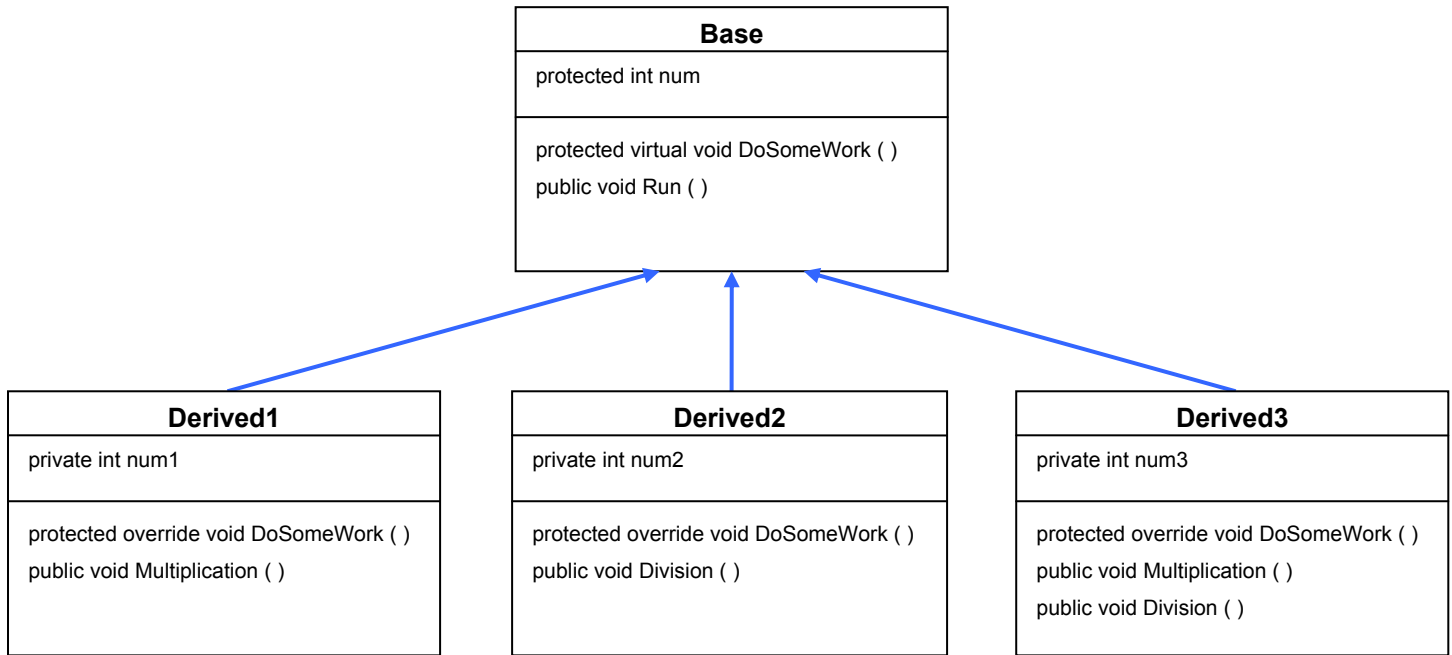 Base
protected int num
protected virtual void DoSomeWork ( )
public void Run ( )
Derived1
private int num1
protected override void DoSomeWork ( )
public void Multiplication ( )
Derived2
private int num2
protected override void DoSomeWork ( )
public void Division ( )
Derived3
private int num3
protected override void DoSomeWork ( )
public void Multiplication ( )
public void Division ( )